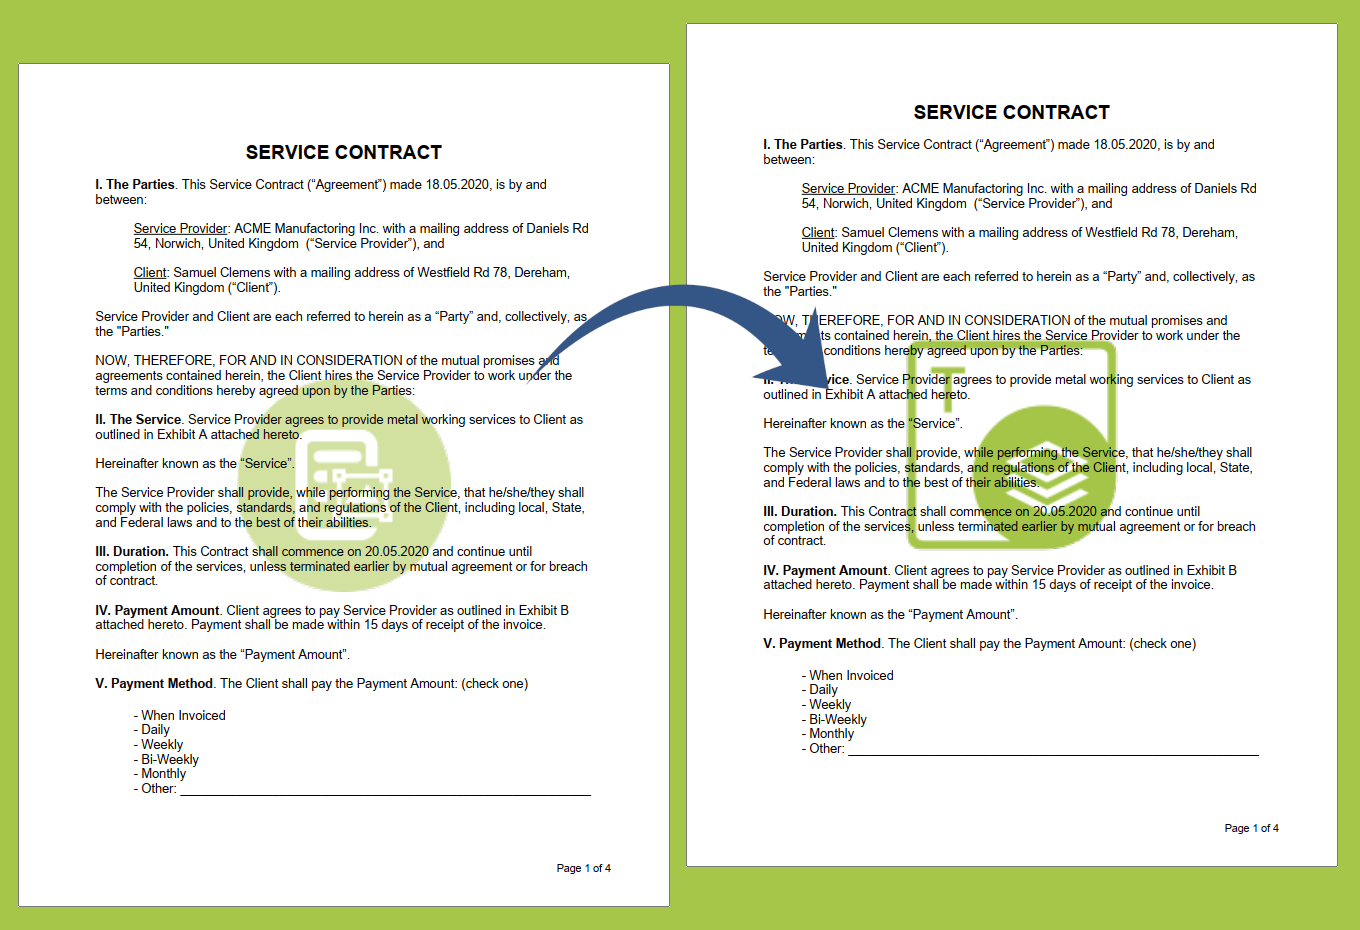 SERVICE CONTRACT
I. The Parties. This Service Contract (“Agreement”) made 18.05.2020, is by and
between:
Service Provider: ACME Manufactoring Inc. with a mailing address of Daniels Rd
54, Norwich, United Kingdom  (“Service Provider”), and
Client: Samuel Clemens with a mailing address of Westfield Rd 78, Dereham,
United Kingdom (“Client”).
Service Provider and Client are each referred to herein as a “Party” and, collectively, as
the "Parties."
NOW, THEREFORE, FOR AND IN CONSIDERATION of the mutual promises and
agreements contained herein, the Client hires the Service Provider to work under the
terms and conditions hereby agreed upon by the Parties:
II. The Service. Service Provider agrees to provide metal working services to Client as
outlined in Exhibit A attached hereto.
Hereinafter known as the “Service”.
The Service Provider shall provide, while performing the Service, that he/she/they shall
comply with the policies, standards, and regulations of the Client, including local, State,
and Federal laws and to the best of their abilities.
III. Duration. This Contract shall commence on 20.05.2020 and continue until
completion of the services, unless terminated earlier by mutual agreement or for breach
of contract.
IV. Payment Amount. Client agrees to pay Service Provider as outlined in Exhibit B
attached hereto. Payment shall be made within 15 days of receipt of the invoice.
Hereinafter known as the “Payment Amount”.
V. Payment Method. The Client shall pay the Payment Amount: (check one)
- When Invoiced
- Daily
- Weekly
- Bi-Weekly
- Monthly
- Other:
Page 1 of 4
SERVICE CONTRACT
I. The Parties. This Service Contract (“Agreement”) made 18.05.2020, is by and
between:
Service Provider: ACME Manufactoring Inc. with a mailing address of Daniels Rd
54, Norwich, United Kingdom  (“Service Provider”), and
Client: Samuel Clemens with a mailing address of Westfield Rd 78, Dereham,
United Kingdom (“Client”).
Service Provider and Client are each referred to herein as a “Party” and, collectively, as
the "Parties."
NOW, THEREFORE, FOR AND IN CONSIDERATION of the mutual promises and
contained herein, the Client hires the Service Provider to work under the
conditions hereby agreed upon by the Parties:
II. The Service. Service Provider agrees to provide metal working services to Client as
outlined in Exhibit A attached hereto.
Hereinafter known as the “Service”.
T
The Service Provider shall provide, while performing the Service, that he/she/they shall
comply with the policies, standards, and regulations of the Client, including local, State,
and Federal laws and to the best of their abilities.
III. Duration. This Contract shall commence on 20.05.2020 and continue until
completion of the services, unless terminated earlier by mutual agreement or for breach
of contract.
IV. Payment Amount. Client agrees to pay Service Provider as outlined in Exhibit B
attached hereto. Payment shall be made within 15 days of receipt of the invoice.
Hereinafter known as the “Payment Amount”.
V. Payment Method. The Client shall pay the Payment Amount: (check one)
- When Invoiced
- Daily
- Weekly
- Bi-Weekly
- Monthly
- Other:
Page 1 of 4